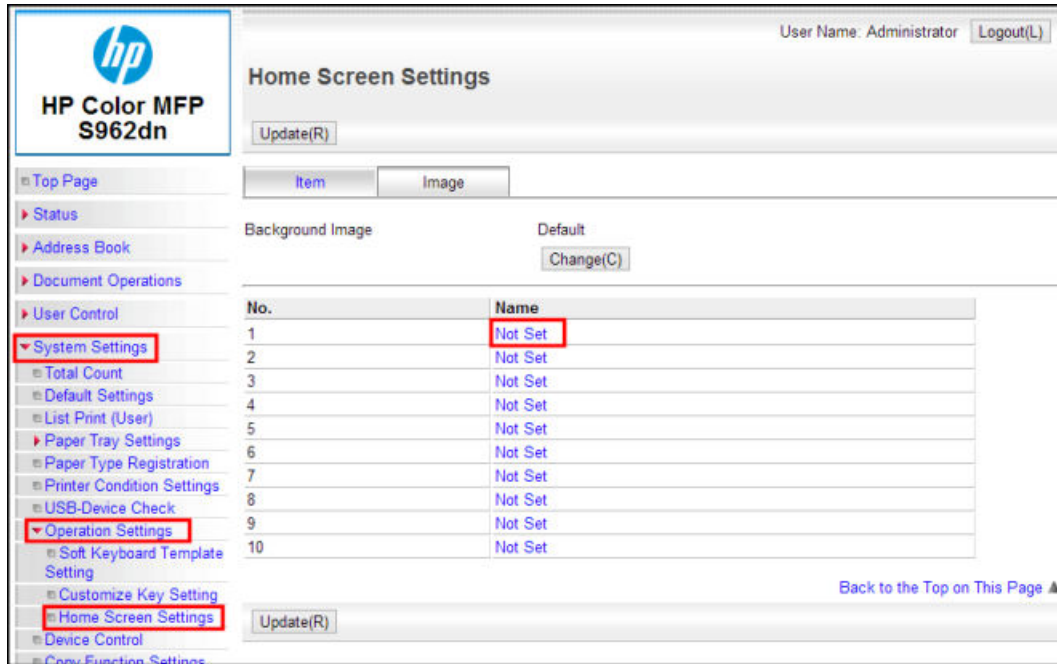 User Name: Administrator Logout(L)
hp
HP Color MFP
S962dn
Home Screen Settings
Update(R)
Top Page
Status
Address Book
Document Operations
User Control
System Settings
Total Count
Default Settings
List Print (User)
Paper Tray Settings
Paper Type Registration
Printer Condition Settings
USB-Device Check
Operation Settings
Soft Keyboard Template
Setting
Customize Key Setting
Home Screen Settings
Device Control
Copy Function Settings
Item Image
Background Image Default
Change(C)
No. Name
1 Not Set
2 Not Set
3 Not Set
4 Not Set
5 Not Set
6 Not Set
7 Not Set
8 Not Set
9 Not Set
10 Not Set
Back to the Top on This Page
Update(R)